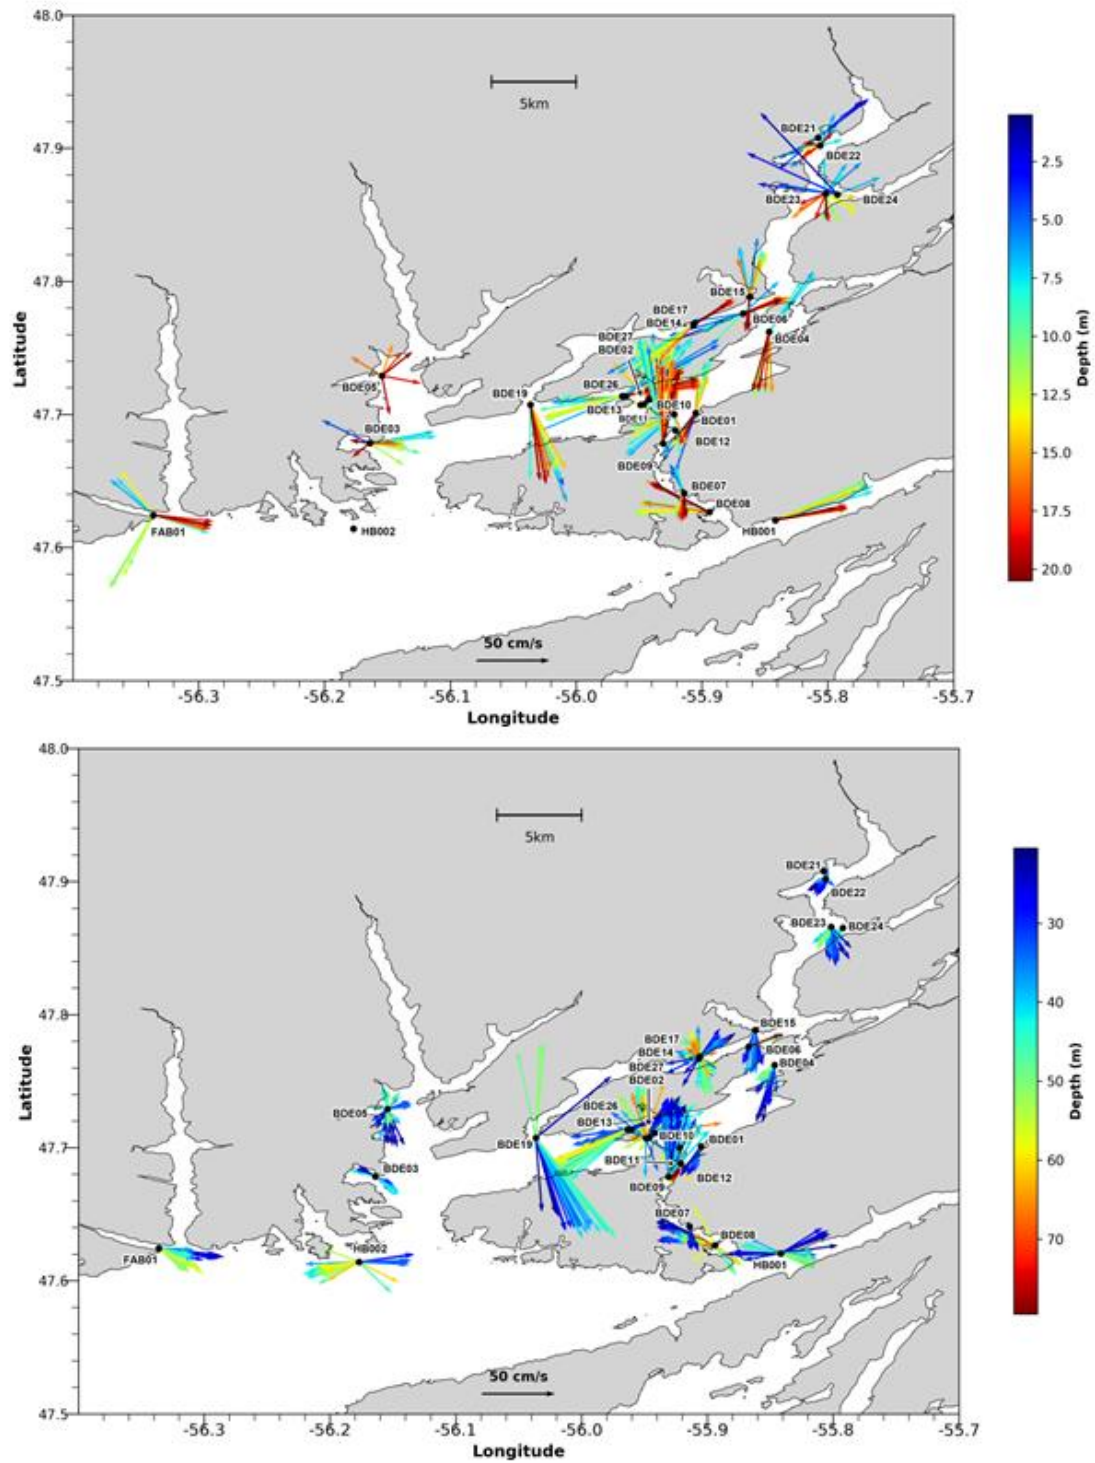 48.0
5km
BDE21
47.9
BDE22
2.5
BDE23
BDE24
5.0
47.8
BDE15
7.5
BDE17
BDE14
BDE06
BDE27
BDE04
BDE02
10.0
Latitude
Depth (m)
BDE05
BDE19
BDE26
12.5
47.7
BDE13
BDE10
BDE11
BDE01
BDE03
BDE12
15.0
BDE09
BDE07
BDE08
17.5
FAB01
HB002
HB001
47.6
20.0
50 cm/s
47.5
-56.3 -56.2 -56.1 -56.0 -55.9 -55.8 -55.7
Longitude
48.0
5km
BDE21
47.9
BDE22
30
BDE23
BDE24
40
47.8
BDE15
BDE17
BDE14
BDE06
BDE27
BDE04
BDE02
Latitude
50
Depth (m)
BDE05
BDE26
BDE13
BDE19
BDE10
BDE01
47.7
BDE11
60
BDE03
BDE12
BDE09
BDE07
BDE08
70
FAB01
HB002
HB001
47.6
50 cm/s
47.5
-56.3 -56.2 -56.1 -56.0 -55.9 -55.8 -55.7
Longitude